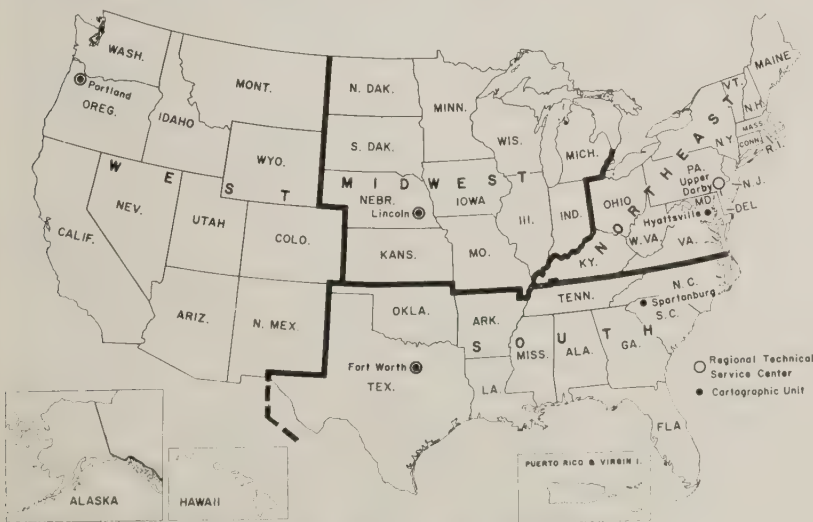 WASH.
Portland
OREG.
IDAHO
MONT.
WYO.
WEST
NEV.
UTAH
COLO.
CALIF.
ARIZ.
N. MEX.
N. DAK.
S. DAK.
MINN.
WIS.
MICH.
MIDWEST
NEBR.
Lincoln
IOWA
ILL.
IND.
KANS.
MO.
MAINE
VT.
N.H.
MASS
CONN.
R.I.
NY
NORTHEAST
PA.
Upper
Darby
N.J.
OHIO
MD.
Hyattsville
DEL
W.VA.
VA.
KY.
OKLA.
ARK.
TENN.
N.C.
Spartanburg
S.C.
SOUTH
MISS.
ALA.
GA.
Fort Worth
TEX.
LA.
FLA
Regional Technical
Service Center
Cartographic Unit
ALASKA
HAWAII
PUERTO RICO & VIRGIN I.